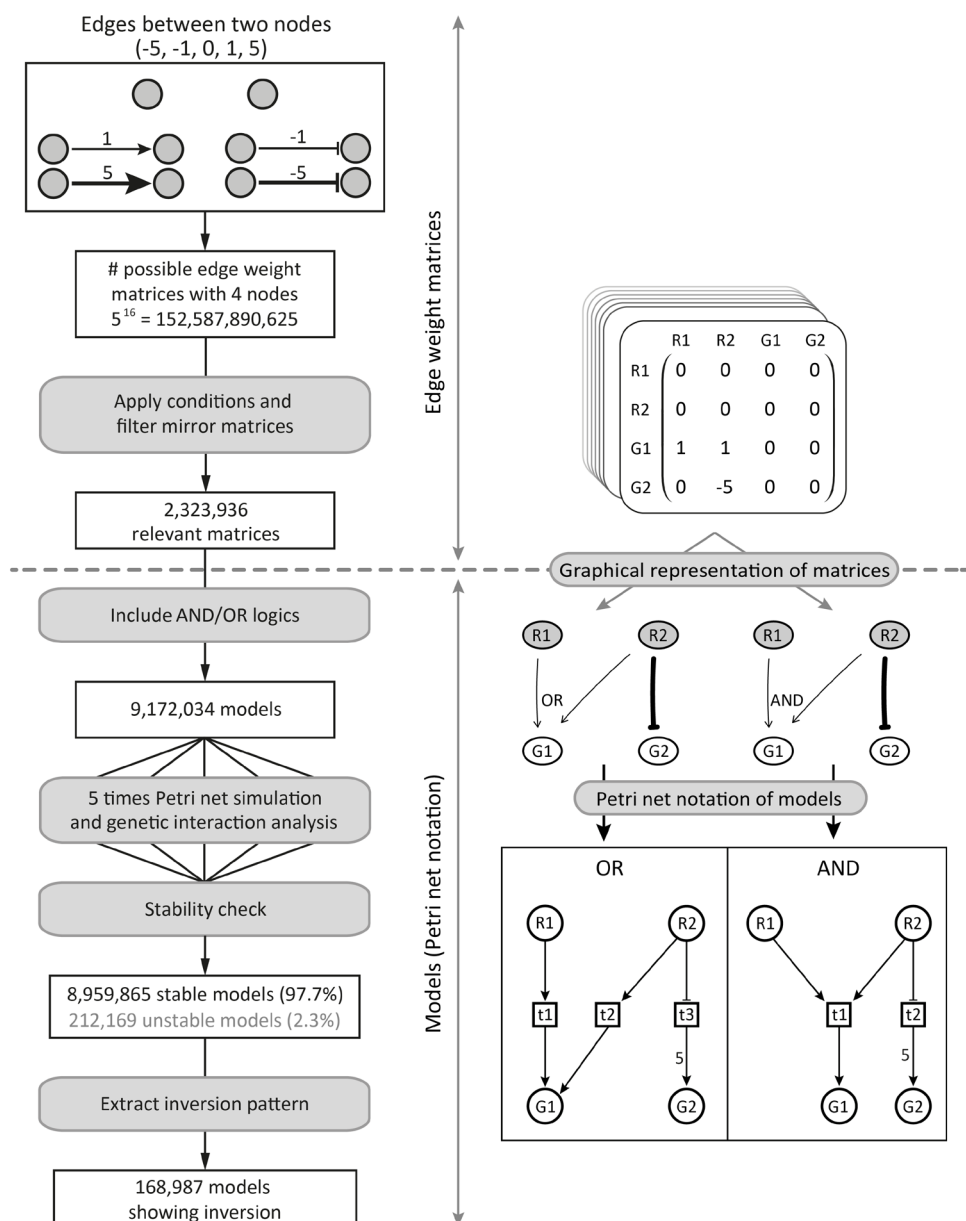 Edges between two nodes
(-5, -1, 0, 1, 5)
1
-1
5
-5
# possible edge weight
matrices with 4 nodes
5^16 = 152,587,890,625
Apply conditions and
filter mirror matrices
2,323,936
relevant matrices
Include AND/OR logics
9,172,034 models
5 times Petri net simulation
and genetic interaction analysis
Stability check
8,959,865 stable models (97.7%)
212,169 unstable models (2.3%)
Extract inversion pattern
168,987 models
showing inversion
Edge weight matrices
Models (Petri net notation)
R1 R2 G1 G2
R1 0 0 0 0
R2 0 0 0 0
G1 1 1 0 0
G2 0 -5 0 0
Graphical representation of matrices
R1 R2 R1 R2
OR AND
G1 G2 G1 G2
Petri net notation of models
OR AND
R1 R2 R1 R2
t1 t2 t3 t1 t2
5 5
G1 G2 G1 G2